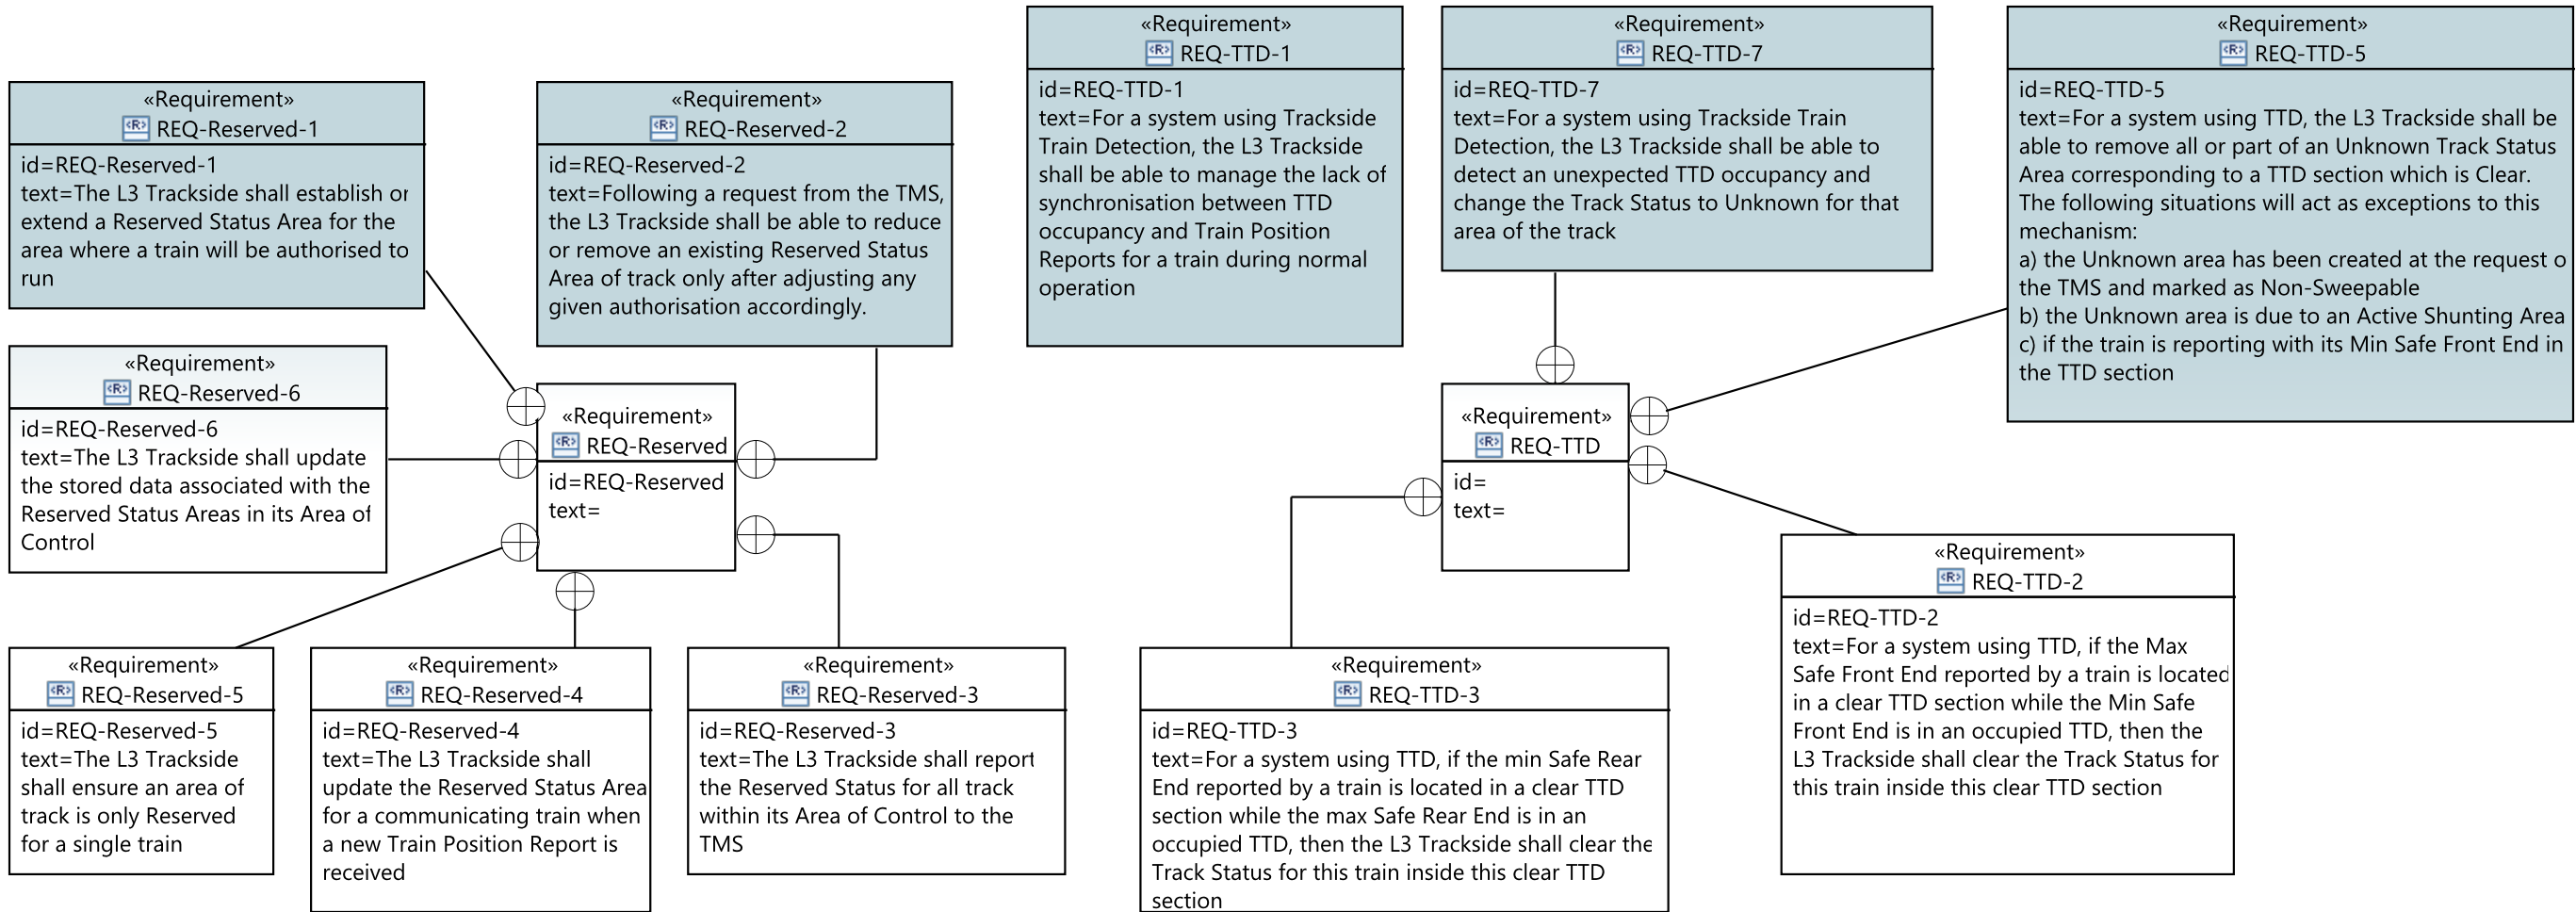 «Requirement»
REQ-Reserved-1
id=REQ-Reserved-1
text=The L3 Trackside shall establish or
extend a Reserved Status Area for the
area where a train will be authorised to
run
«Requirement»
REQ-Reserved-2
id=REQ-Reserved-2
text=Following a request from the TMS,
the L3 Trackside shall be able to reduce
or remove an existing Reserved Status
Area of track only after adjusting any
given authorisation accordingly.
«Requirement»
REQ-TTD-1
id=REQ-TTD-1
text=For a system using Trackside
Train Detection, the L3 Trackside
shall be able to manage the lack of
synchronisation between TTD
occupancy and Train Position
Reports for a train during normal
operation
«Requirement»
REQ-TTD-7
id=REQ-TTD-7
text=For a system using Trackside Train
Detection, the L3 Trackside shall be able to
detect an unexpected TTD occupancy and
change the Track Status to Unknown for that
area of the track
«Requirement»
REQ-TTD-5
id=REQ-TTD-5
text=For a system using TTD, the L3 Trackside shall be
able to remove all or part of an Unknown Track Status
Area corresponding to a TTD section which is Clear.
The following situations will act as exceptions to this
mechanism:
a) the Unknown area has been created at the request o
the TMS and marked as Non-Sweepable
b) the Unknown area is due to an Active Shunting Area
c) if the train is reporting with its Min Safe Front End in
the TTD section
«Requirement»
REQ-Reserved-6
id=REQ-Reserved-6
text=The L3 Trackside shall update
the stored data associated with the
Reserved Status Areas in its Area of
Control
«Requirement»
REQ-Reserved
id=REQ-Reserved
text=
«Requirement»
REQ-TTD
id=
text=
«Requirement»
REQ-TTD-2
id=REQ-TTD-2
text=For a system using TTD, if the Max
Safe Front End reported by a train is located
in a clear TTD section while the Min Safe
Front End is in an occupied TTD, then the
L3 Trackside shall clear the Track Status for
this train inside this clear TTD section
«Requirement»
REQ-Reserved-5
id=REQ-Reserved-5
text=The L3 Trackside
shall ensure an area of
track is only Reserved
for a single train
«Requirement»
REQ-Reserved-4
id=REQ-Reserved-4
text=The L3 Trackside shall
update the Reserved Status Area
for a communicating train when
a new Train Position Report is
received
«Requirement»
REQ-Reserved-3
id=REQ-Reserved-3
text=The L3 Trackside shall report
the Reserved Status for all track
within its Area of Control to the
TMS
«Requirement»
REQ-TTD-3
id=REQ-TTD-3
text=For a system using TTD, if the min Safe Rear
End reported by a train is located in a clear TTD
section while the max Safe Rear End is in an
occupied TTD, then the L3 Trackside shall clear the
Track Status for this train inside this clear TTD
section